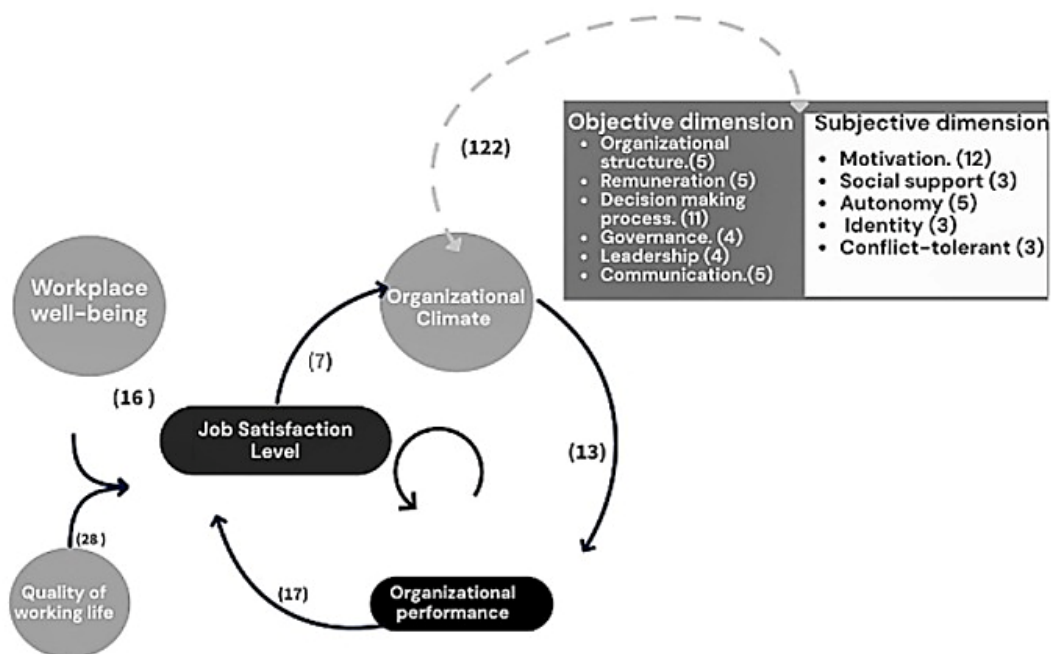 (122)
Objective dimension
• Organizational
structure.(5)
• Remuneration (5)
• Decision making
process. (11)
• Governance. (4)
• Leadership (4)
• Communication.(5)
Subjective dimension
• Motivation. (12)
• Social support (3)
• Autonomy (5)
• Identity (3)
• Conflict-tolerant (3)
Workplace
well-being
Organizational
Climate
(7)
(16 )
Job Satisfaction
Level
(13)
(28)
Quality of
working life
(17)
Organizational
performance